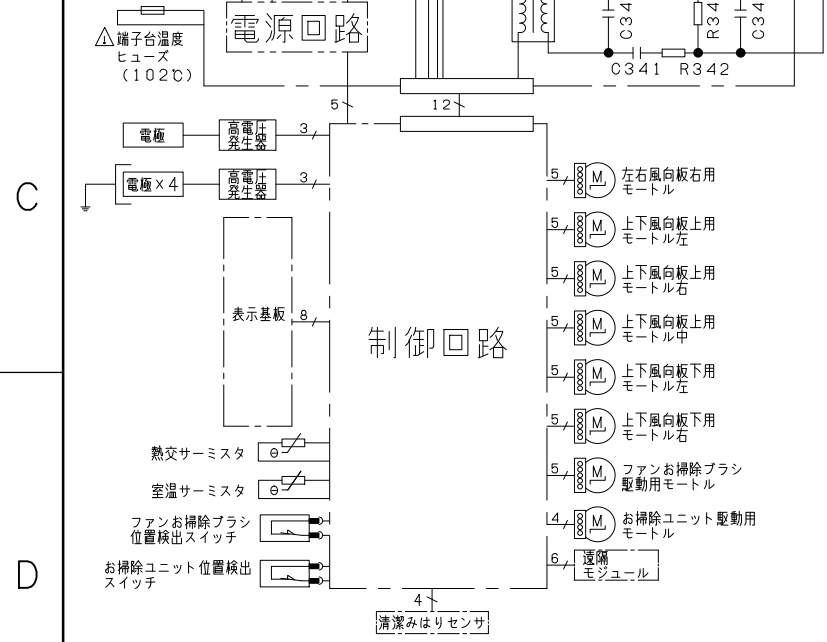 電源回路
端子台温度
ヒューズ
(102℃)
C34
R34
C34
C341 R342
5
12
電極
高電圧
発生器
3
電極×4
高電圧
発生器
3
C
表示基板
8
制御回路
熱交サーミスタ
θ
室温サーミスタ
θ
ファンお掃除ブラシ
位置検出スイッチ
お掃除ユニット位置検出
スイッチ
D
5
M
左右風向板右用
モートル
5
M
上下風向板上用
モートル左
5
M
上下風向板上用
モートル右
5
M
上下風向板上用
モートル中
5
M
上下風向板下用
モートル左
5
M
上下風向板下用
モートル右
5
M
ファンお掃除ブラシ
駆動用モートル
4
M
お掃除ユニット駆動用
モートル
6
遠隔
モジュール
4
清潔みはりセンサ